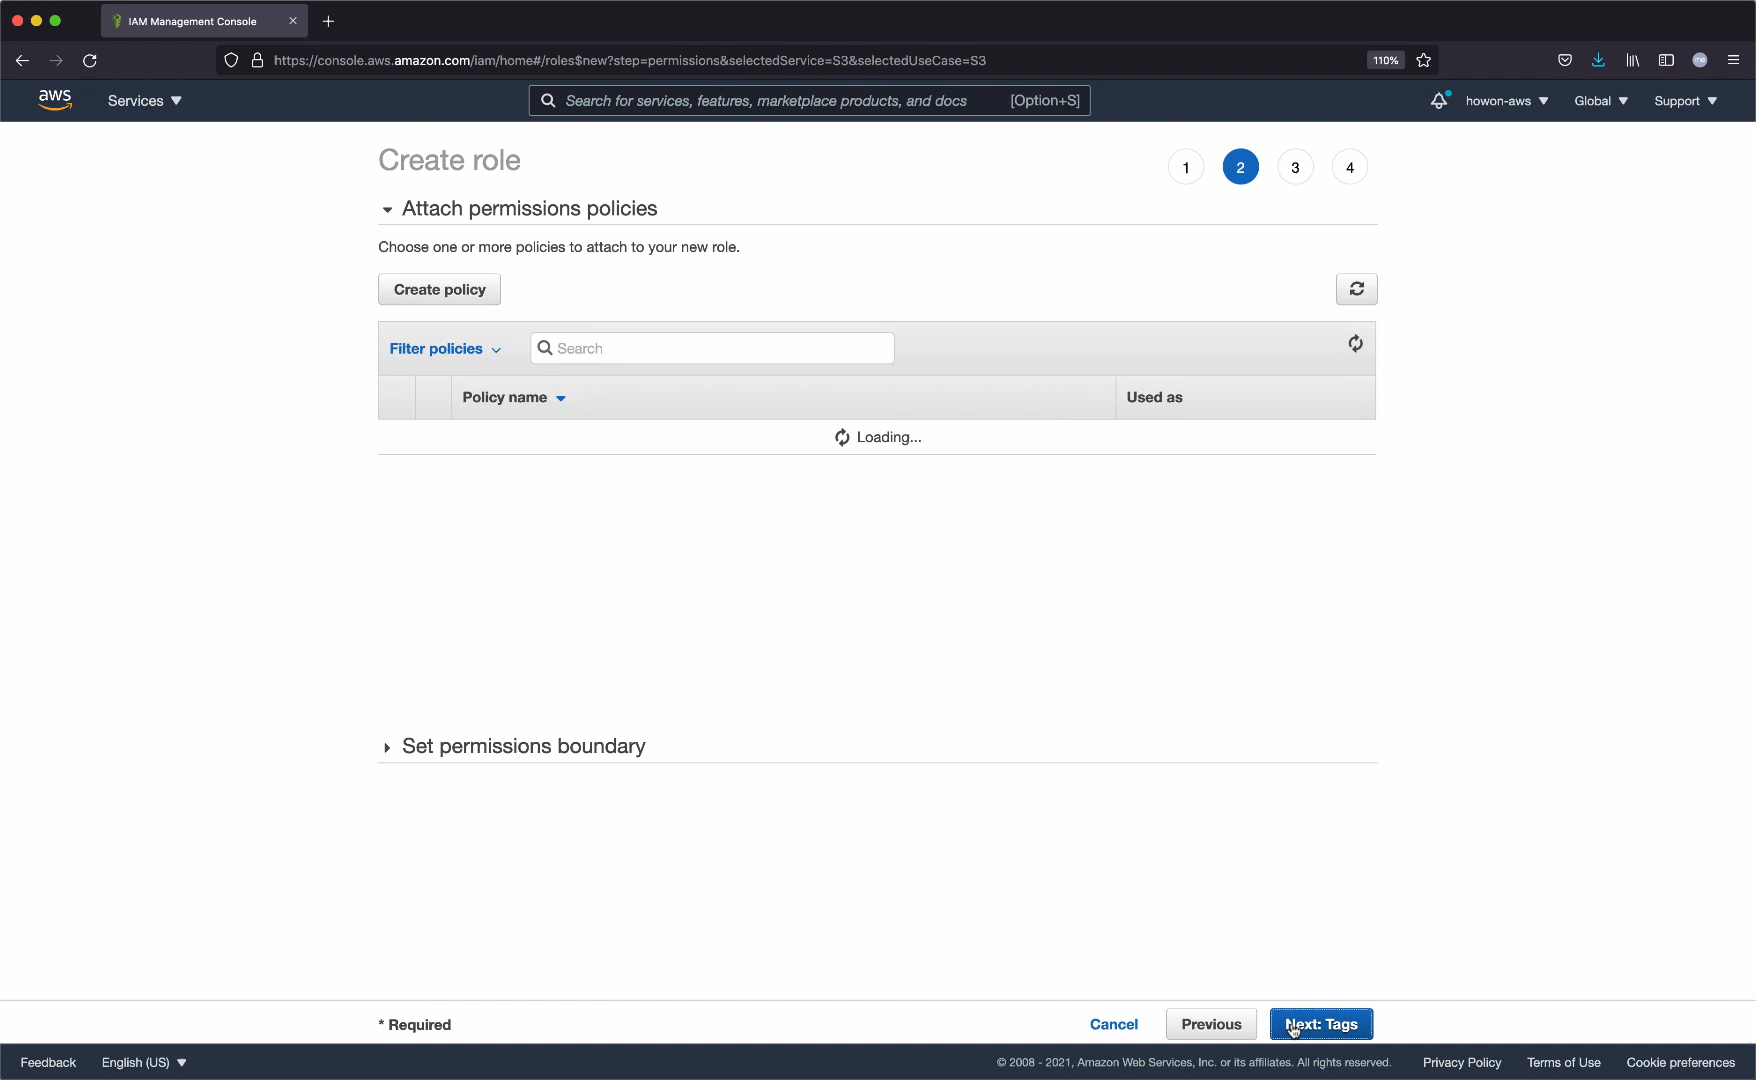 IAM Management Console
https://console.aws.amazon.com/iam/home#/roles$new?step=permissions&selectedService=S3&selectedUseCase=S3
110%
aws
Services
Search for services, features, marketplace products, and docs
[Option+S]
howon-aws
Global
Support
Create role
1
2
3
4
Attach permissions policies
Choose one or more policies to attach to your new role.
Create policy
Filter policies
Search
Policy name
Used as
Loading...
Set permissions boundary
* Required
Cancel
Previous
Next: Tags
Feedback
English (US)
© 2008 - 2021, Amazon Web Services, Inc. or its affiliates. All rights reserved.
Privacy Policy
Terms of Use
Cookie preferences